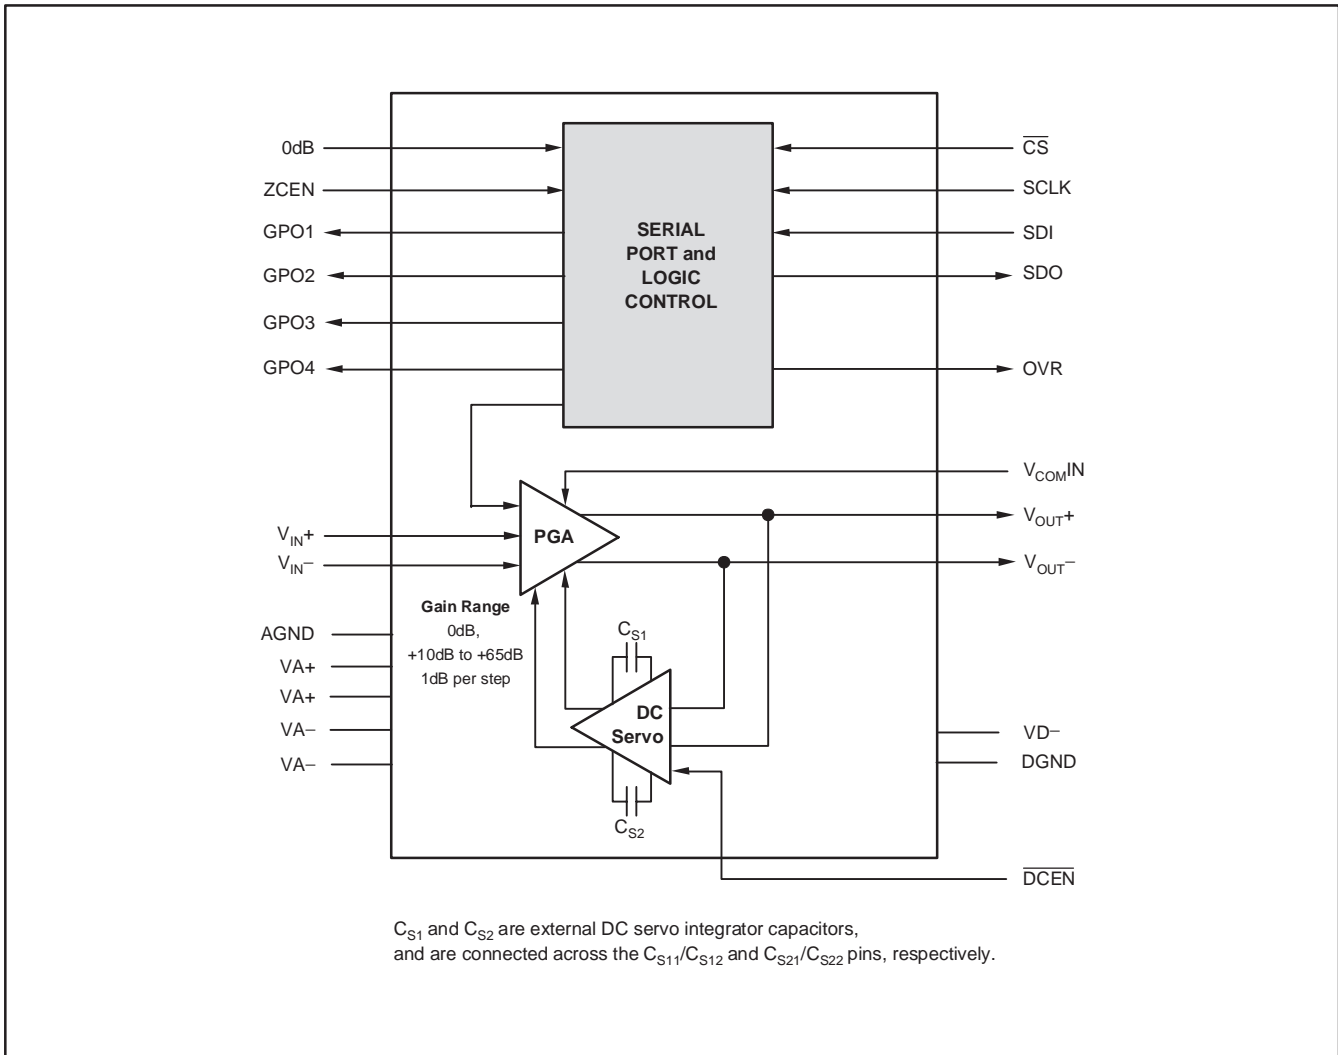 0dB
ZCEN
GPO1
GPO2
GPO3
GPO4
SERIAL
PORT and
LOGIC
CONTROL
CS
SCLK
SDI
SDO
OVR
VCOMIN
VOUT+
VOUT−
VIN+
VIN−
PGA
Gain Range
0dB,
+10dB to +65dB
1dB per step
AGND
VA+
VA+
VA−
VA−
CS1
DC
Servo
CS2
VD−
DGND
DCEN
CS1 and CS2 are external DC servo integrator capacitors,
and are connected across the CS11/CS12 and CS21/CS22 pins, respectively.